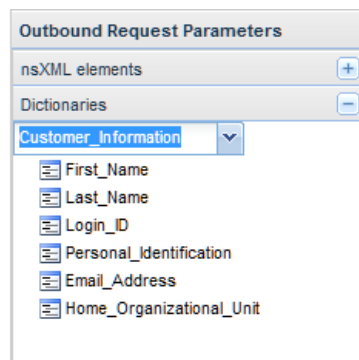 Outbound Request Parameters
nsXML elements
Dictionaries
Customer_Information
First_Name
Last_Name
Login_ID
Personal_Identification
Email_Address
Home_Organizational_Unit